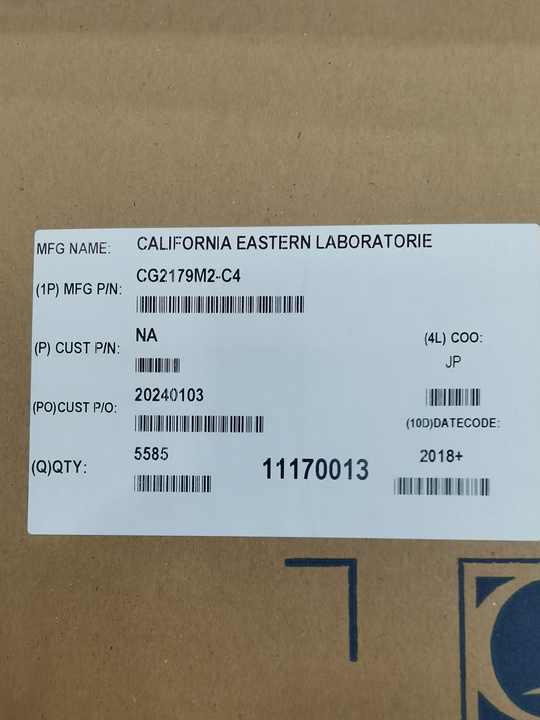 MFG NAME: CALIFORNIA EASTERN LABORATORIE
(1P) MFG P/N: CG2179M2-C4
(P) CUST P/N: NA
(4L) COO:
JP
(PO)CUST P/O: 20240103
(10D)DATECODE:
(Q)QTY: 5585
11170013
2018+